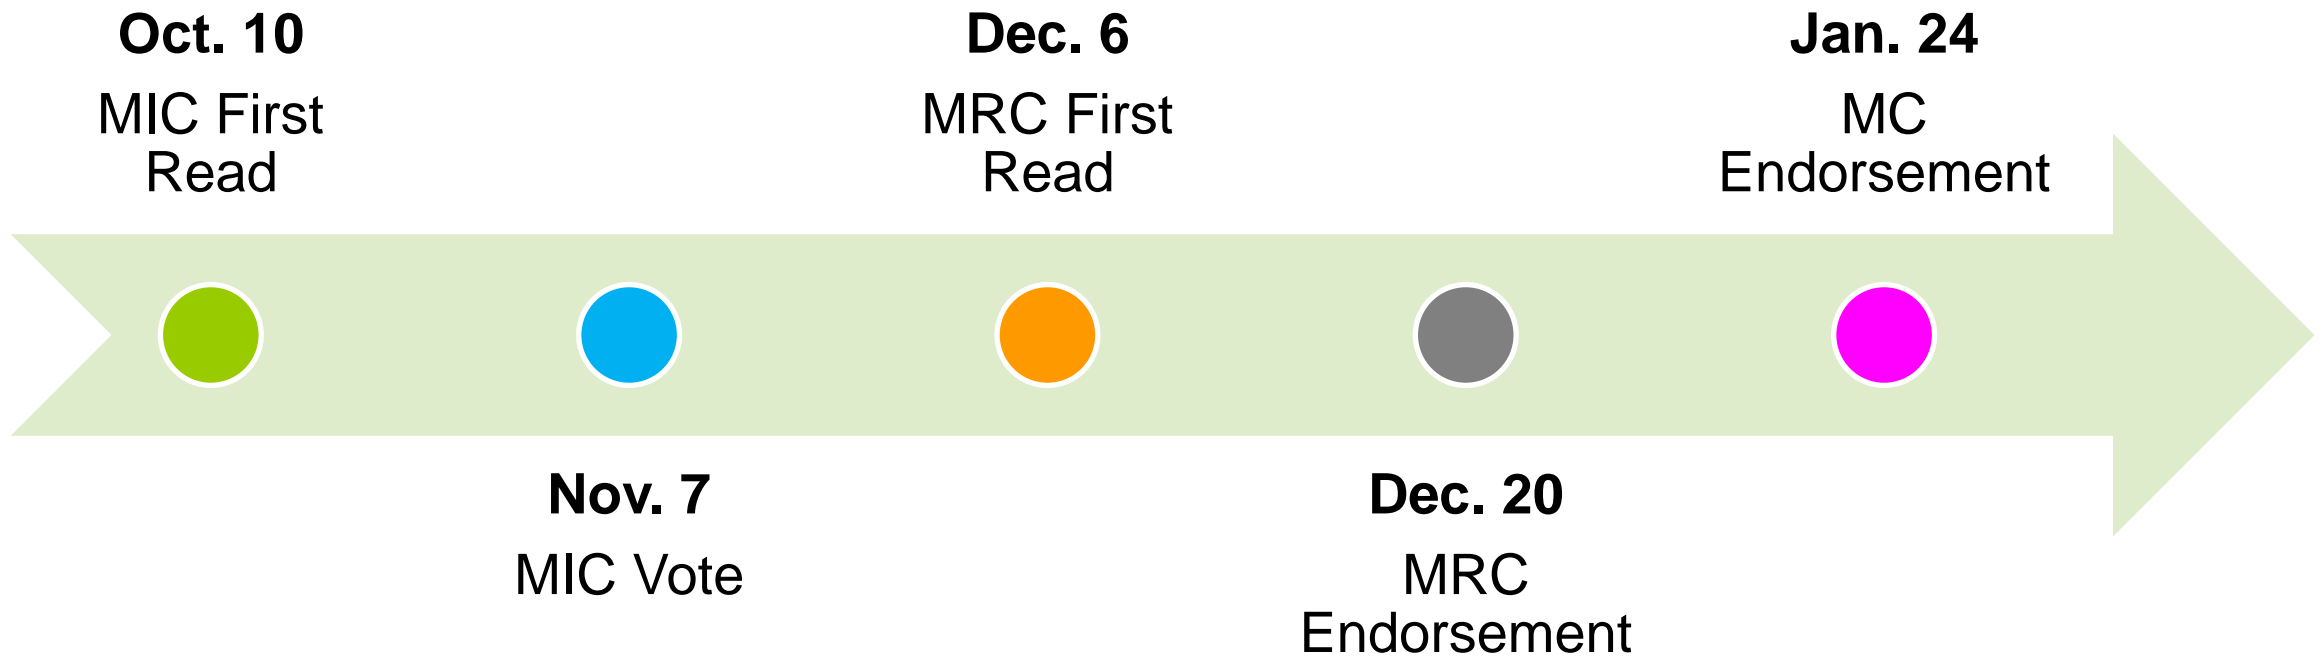 Oct. 10
MIC First
Read
Nov. 7
MIC Vote
Dec. 6
MRC First
Read
Dec. 20
MRC
Endorsement
Jan. 24
MC
Endorsement